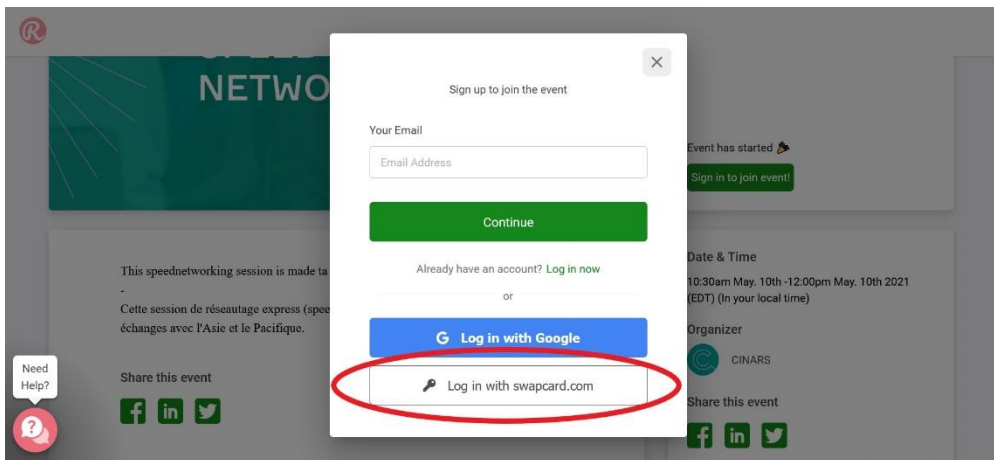 R
NETWO
Sign up to join the event
Your Email
Email Address
Continue
Already have an account? Log in now
or
G Log in with Google
Log in with swapcard.com
This speednetworking session is made ta
-
Cette session de réseautage express (spee
échanges avec l'Asie et le Pacifique.
Share this event
f in
Need
Help?
?
Event has started
Sign in to join event!
Date & Time
10:30am May. 10th -12:00pm May. 10th 2021
(EDT) (In your local time)
Organizer
C
CINARS
Share this event
f in